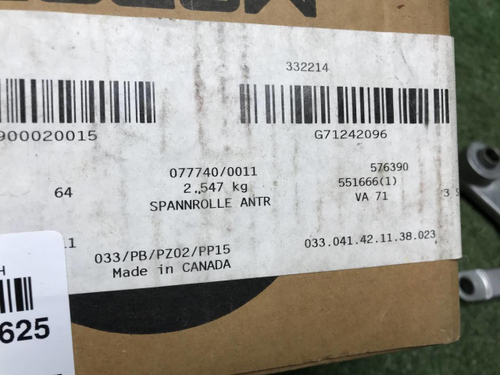 332214
900020015
G71242096
077740/0011
576390
64
2,547 kg
551666(1)
SPANNROLLE ANTR
VA 71
11
033/PB/PZ02/PP15
033.041.42.11.38.023
Made in CANADA
H
625